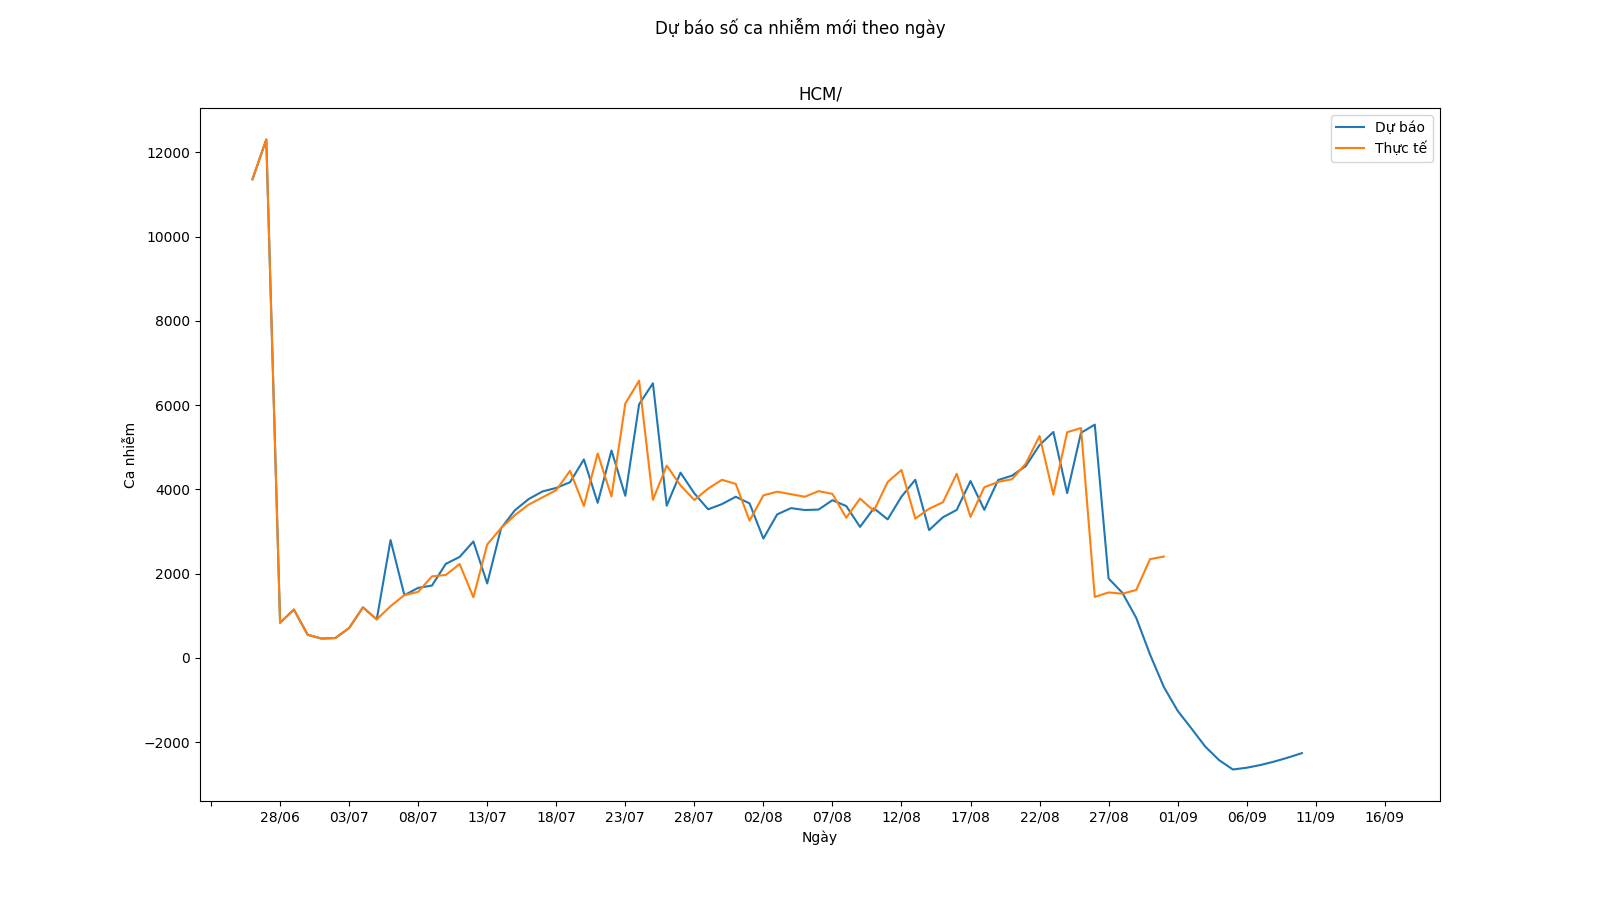 Dự báo số ca nhiễm mới theo ngày
HCM/
Dự báo
Thực tế
12000
10000
8000
6000
4000
2000
0
−2000
Ca nhiễm
28/06 03/07 08/07 13/07 18/07 23/07 28/07 02/08 07/08 12/08 17/08 22/08 27/08 01/09 06/09 11/09 16/09
Ngày